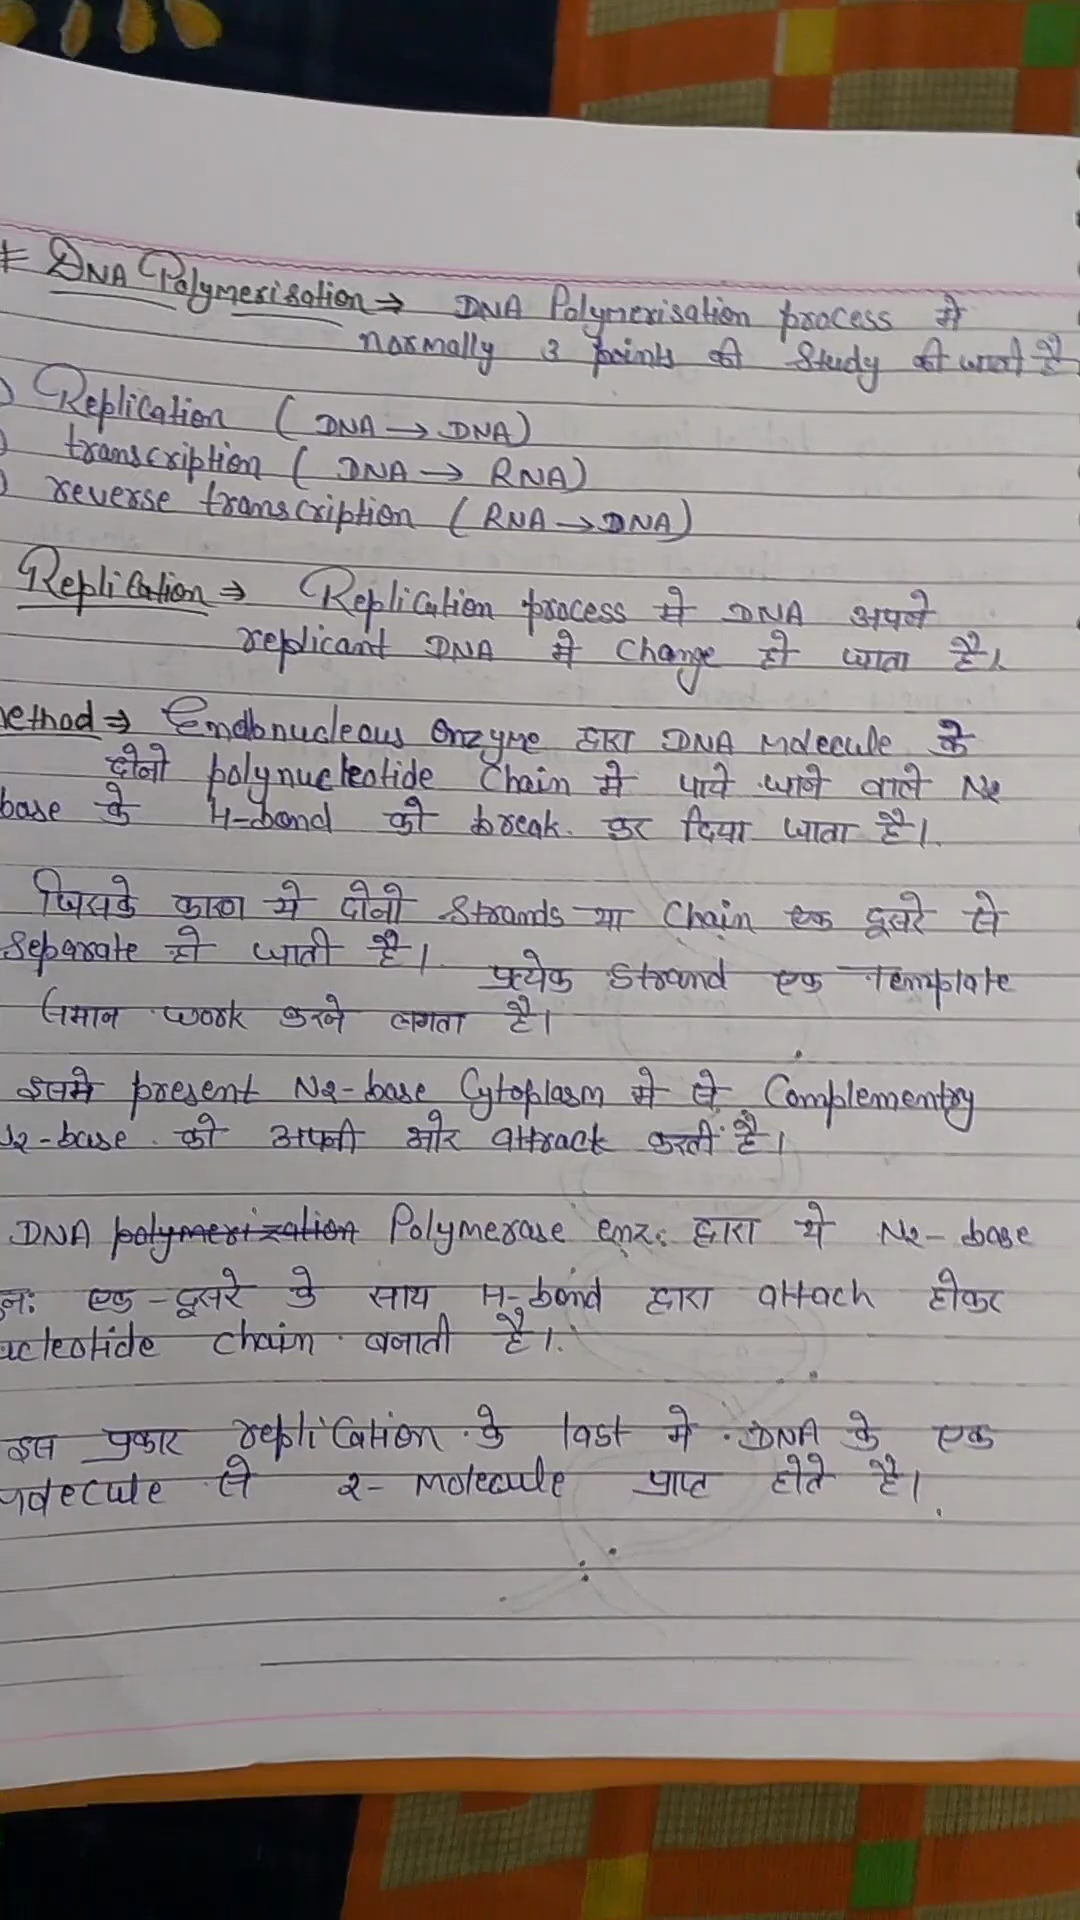 DNA Polymerisation → DNA Polymerisation process मे
normally 3 points की study की जाती है
Replication ( DNA → DNA )
transcription ( DNA → RNA )
reverse transcription ( RNA → DNA )
Replication ⇒ Replication process मे DNA अपने
replicant DNA मे change हो जाता है।
ethod ⇒ Endonucleous enzyme द्वारा DNA molecule के
दोनो polynucleotide chain मे पाये जाने वाले N2
base के H-bond को break कर दिया जाता है।
जिसके कारण ये दोनो strands या chain एक दूसरे से
separate हो जाती है। प्रत्येक strand एक Template
समान work करने लगता है।
इसमे present N2-base Cytoplasm मे से Complementry
N2-base को अपनी ओर attrack करती है।
DNA polymerization Polymerase enz. द्वारा ये N2-base
नः एक-दूसरे के साथ H-bond द्वारा attach होकर
ucleotide chain बनाती है।
इस प्रकार replication के last मे DNA के एक
molecule से 2- molecule प्राप्त होते है।